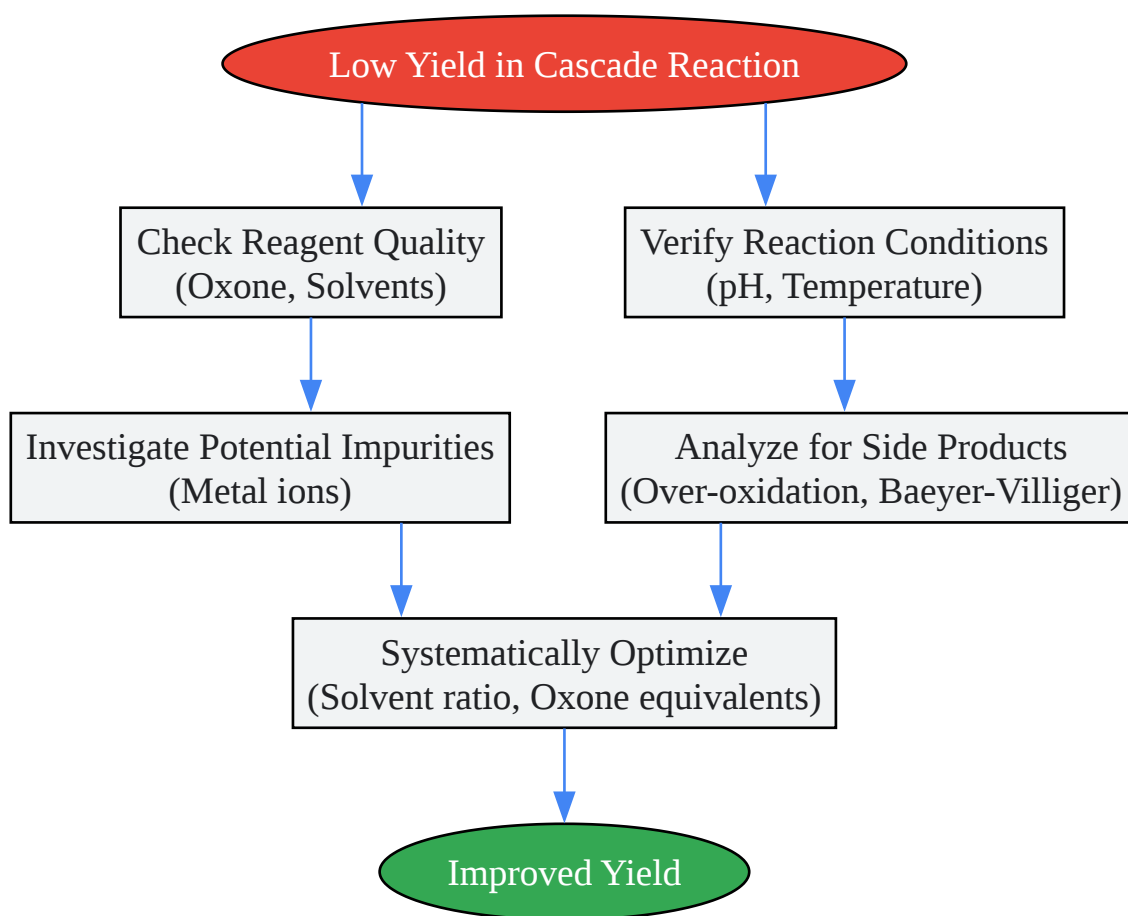 Low Yield in Cascade Reaction
Check Reagent Quality
(Oxone, Solvents)
Verify Reaction Conditions
(pH, Temperature)
Investigate Potential Impurities
(Metal ions)
Analyze for Side Products
(Over-oxidation, Baeyer-Villiger)
Systematically Optimize
(Solvent ratio, Oxone equivalents)
Improved Yield